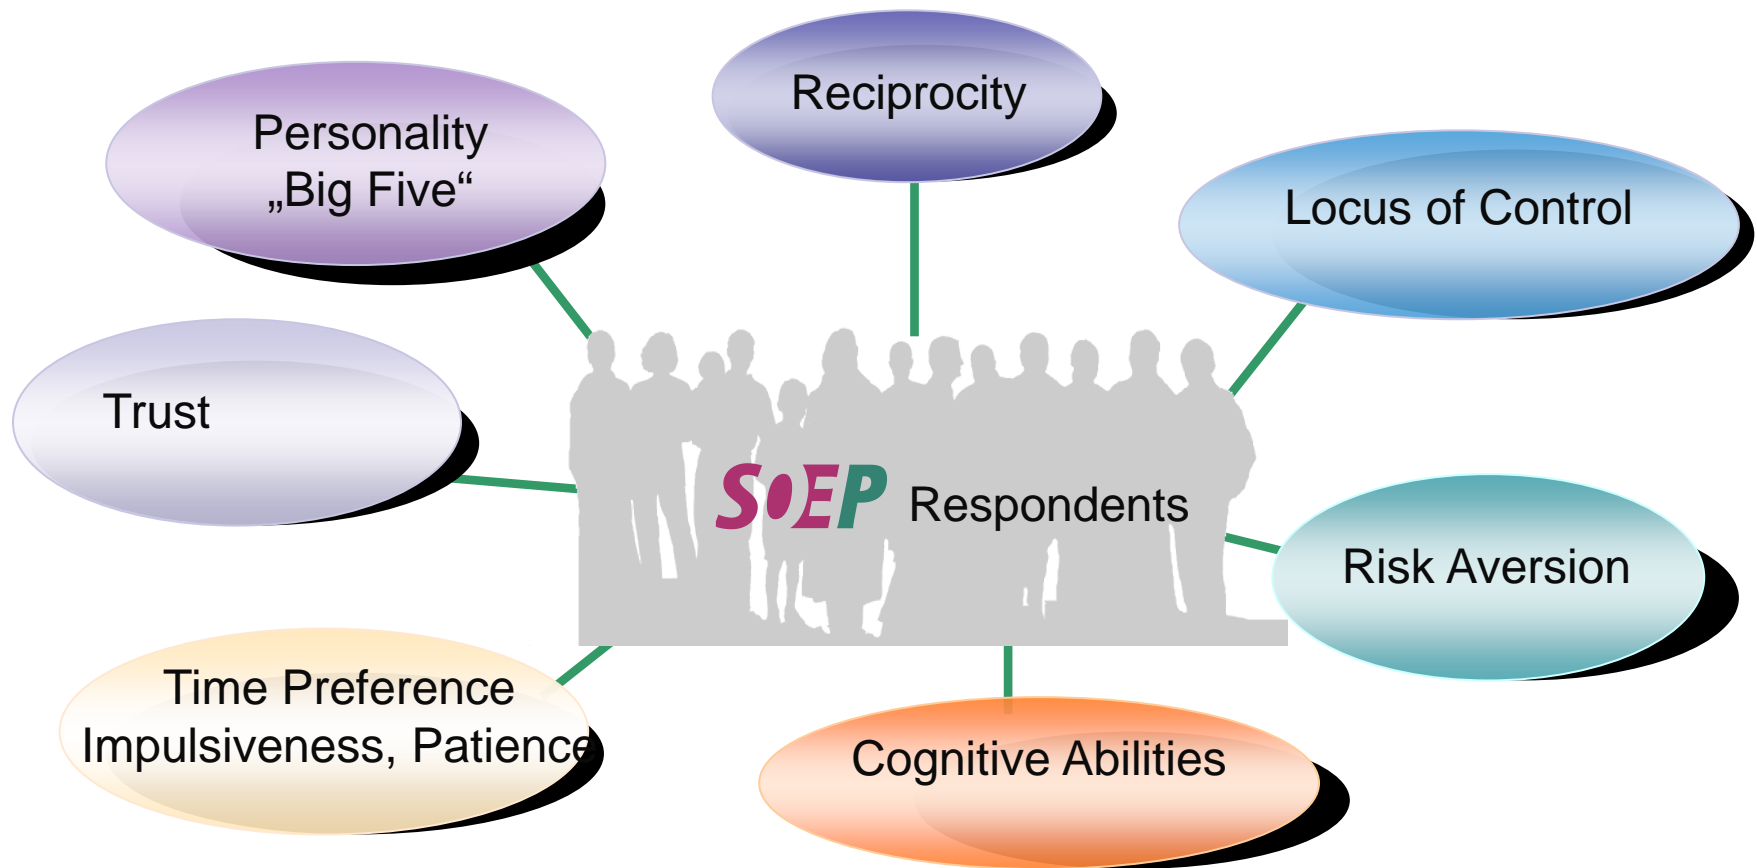 Reciprocity
Personality
„Big Five“
Locus of Control
Trust
SOEP Respondents
Risk Aversion
Time Preference
Impulsiveness, Patience
Cognitive Abilities